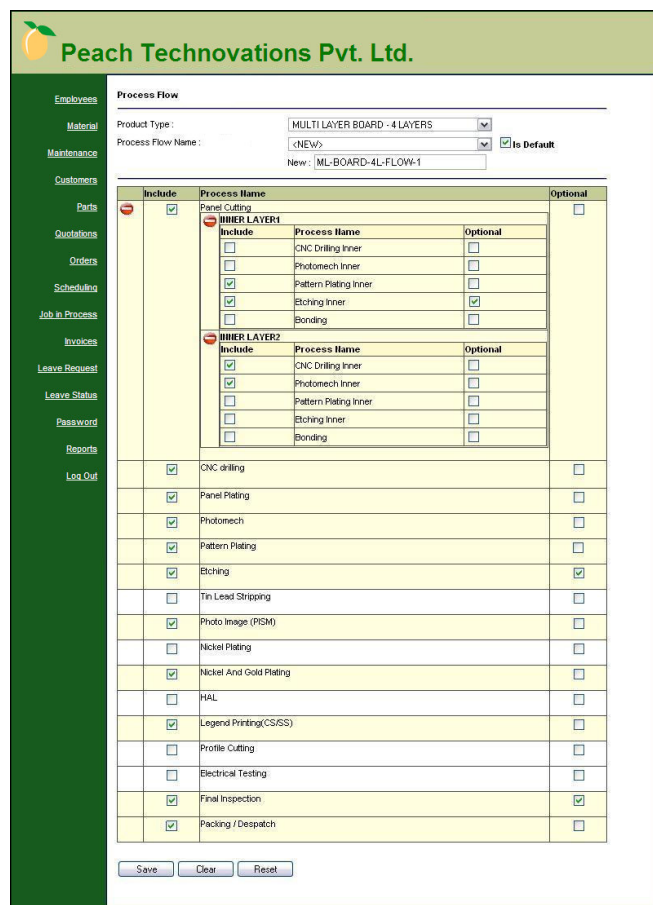 Peach Technovations Pvt. Ltd.
Employees
Material
Maintenance
Customers
Parts
Quotations
Orders
Scheduling
Job in Process
Invoices
Leave Request
Leave Status
Password
Reports
Log Out
Process Flow
Product Type : MULTI LAYER BOARD - 4 LAYERS
Process Flow Name : <NEW> Is Default
New : ML-BOARD-4L-FLOW-1
Include Process Name Optional
Panel Cutting
INNER LAYER1
Include Process Name Optional
CNC Drilling Inner
Photomech Inner
Pattern Plating Inner
Etching Inner
Bonding
INNER LAYER2
Include Process Name Optional
CNC Drilling Inner
Photomech Inner
Pattern Plating Inner
Etching Inner
Bonding
CNC drilling
Panel Plating
Photomech
Pattern Plating
Etching
Tin Lead Stripping
Photo Image (PISM)
Nickel Plating
Nickel And Gold Plating
HAL
Legend Printing(CS/SS)
Profile Cutting
Electrical Testing
Final Inspection
Packing / Despatch
Save Clear Reset